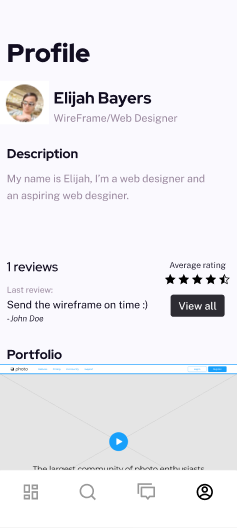 Profile
Elijah Bayers
WireFrame/Web Designer
Description
My name is Elijah, I'm a web designer and
an aspiring web desginer.
1 reviews
Average rating
Last review:
Send the wireframe on time :)
- John Doe
View all
Portfolio
photo
The largest community of photo enthusiasts